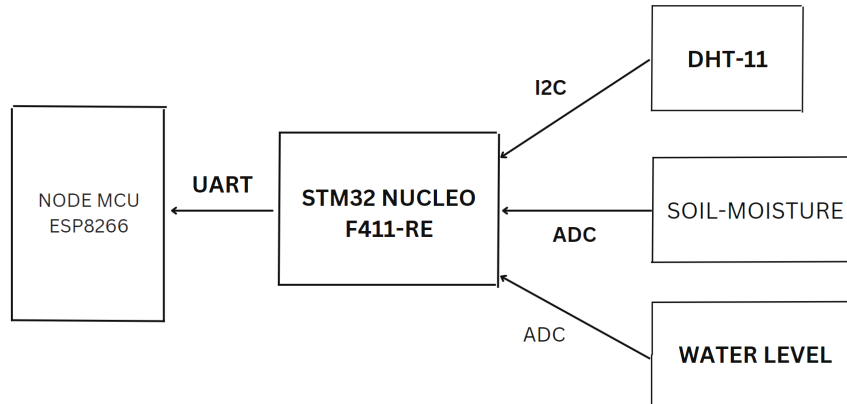 DHT-11
I2C
NODE MCU
ESP8266
UART
STM32 NUCLEO
F411-RE
SOIL-MOISTURE
ADC
ADC
WATER LEVEL